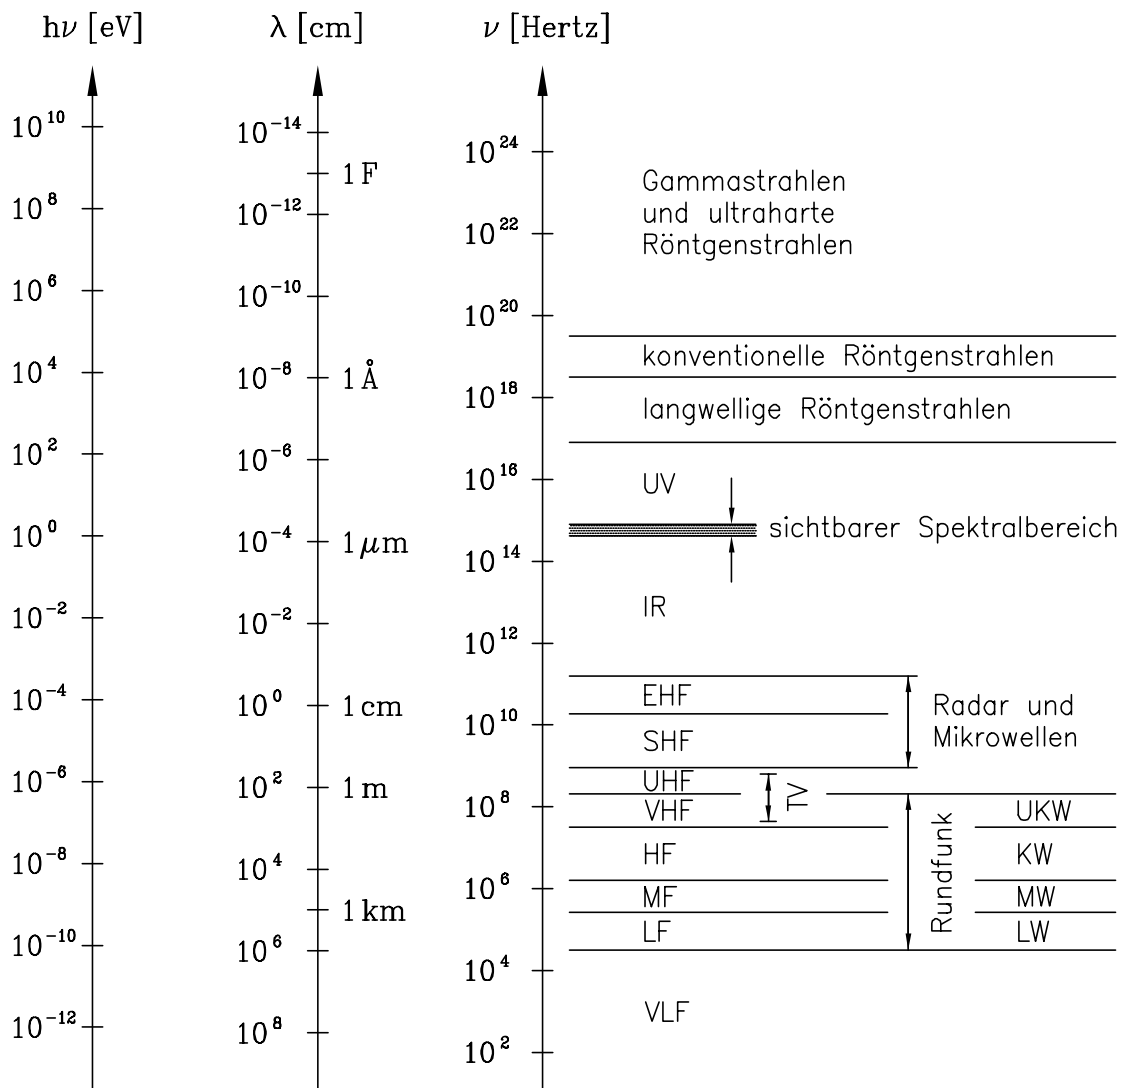 hν [eV]
λ [cm]
ν [Hertz]
10^10
10^8
10^6
10^4
10^2
10^0
10^-2
10^-4
10^-6
10^-8
10^-10
10^-12
10^-14
1 F
10^-12
10^-10
10^-8
1 Å
10^-6
10^-4
1 μm
10^-2
10^0
1 cm
10^2
1 m
10^4
1 km
10^6
10^8
10^24
10^22
10^20
10^18
10^16
10^14
10^12
10^10
10^8
10^6
10^4
10^2
Gammastrahlen
und ultraharte
Röntgenstrahlen
konventionelle Röntgenstrahlen
langwellige Röntgenstrahlen
UV
sichtbarer Spektralbereich
IR
EHF
SHF
Radar und
Mikrowellen
UHF
VHF
TV
HF
MF
LF
Rundfunk
UKW
KW
MW
LW
VLF